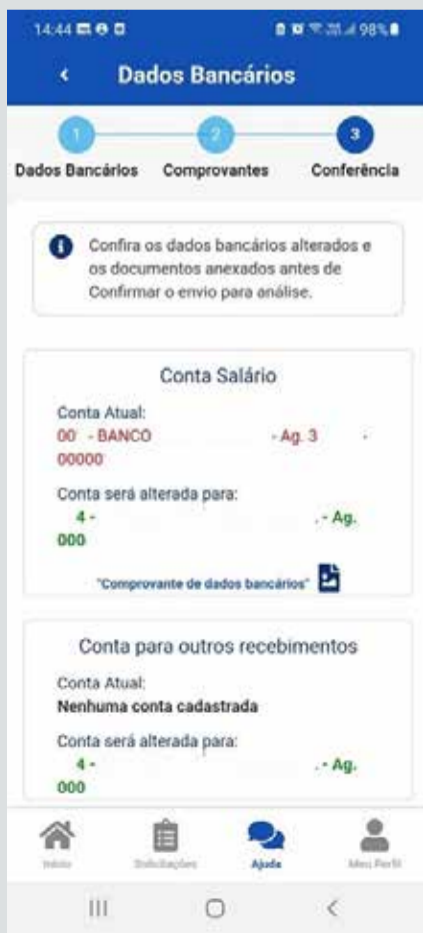 14:44 98%
Dados Bancários
1 2 3
Dados Bancários Comprovantes Conferência
Confira os dados bancários alterados e
os documentos anexados antes de
Confirmar o envio para análise.
Conta Salário
Conta Atual:
00 - BANCO - Ag. 3 -
00000
Conta será alterada para:
4 - . - Ag.
000
"Comprovante de dados bancários"
Conta para outros recebimentos
Conta Atual:
Nenhuma conta cadastrada
Conta será alterada para:
4 - . - Ag.
000
Início Solicitações Ajuda Meu Perfil